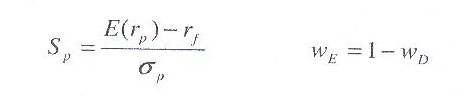 S_p = (E(r_p) − r_f) / σ_p    w_E = 1 − w_D